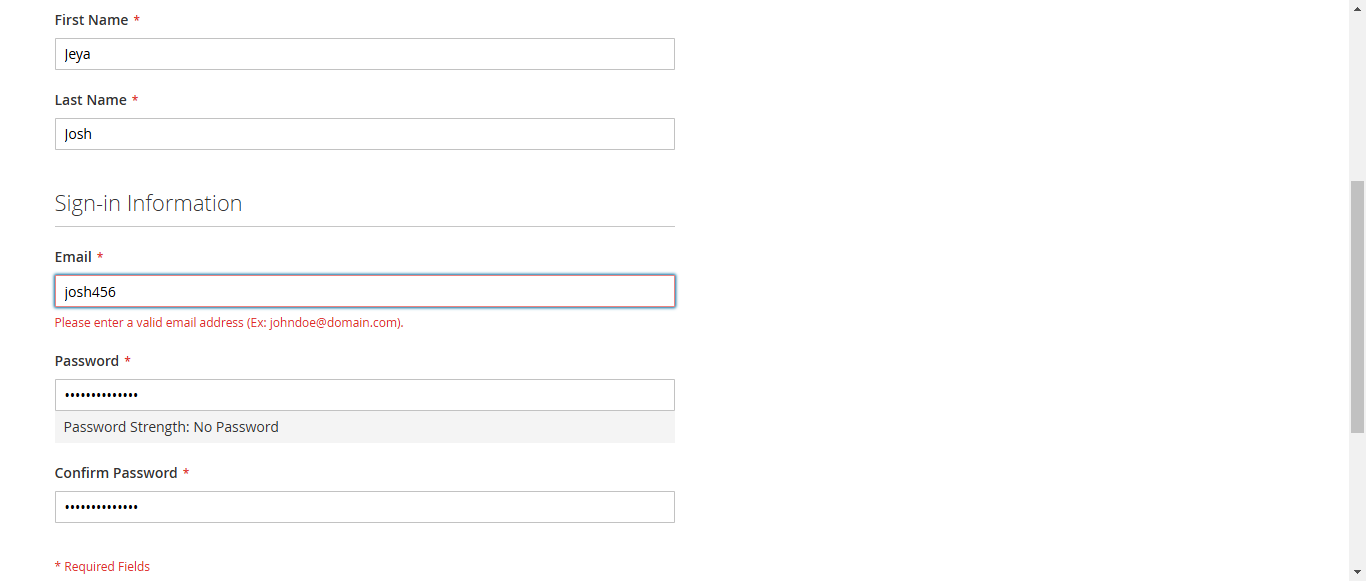 First Name *
Jeya
Last Name *
Josh
Sign-in Information
Email *
josh456
Please enter a valid email address (Ex: johndoe@domain.com).
Password *
••••••••••••••
Password Strength: No Password
Confirm Password *
••••••••••••••
* Required Fields